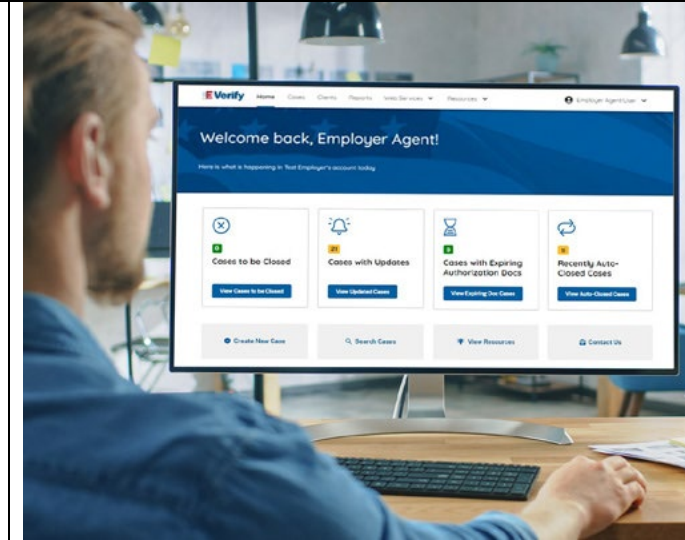 E-Verify Home Cases Clients Reports Web Services Resources Employer Agent User
Welcome back, Employer Agent!
Here is what is happening in Test Employer's account today
0 21 0
Cases to be Closed Cases with Updates Cases with Expiring Authorization Docs Recently Auto-Closed Cases
View Cases to be Closed View Updated Cases View Expiring Doc Cases View Auto-Closed Cases
Create New Case Search Cases View Resources Contact Us